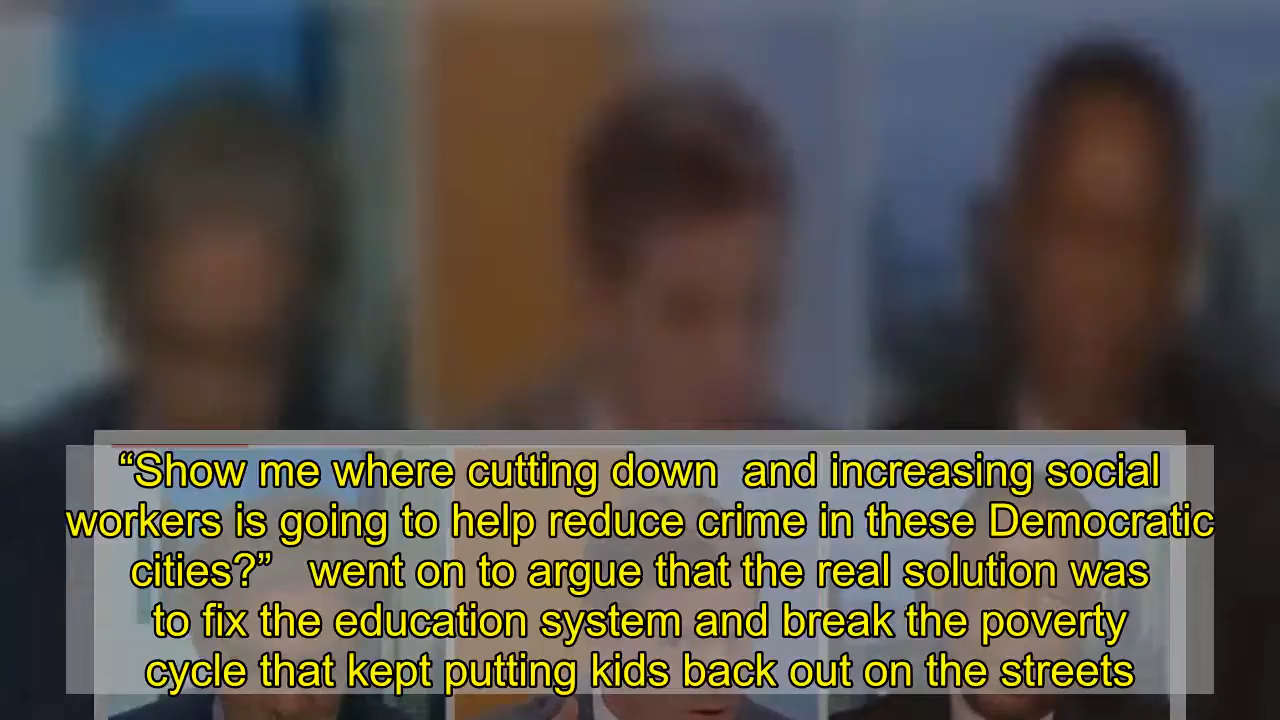 “Show me where cutting down  and increasing social
workers is going to help reduce crime in these Democratic
cities?”   went on to argue that the real solution was
to fix the education system and break the poverty
cycle that kept putting kids back out on the streets